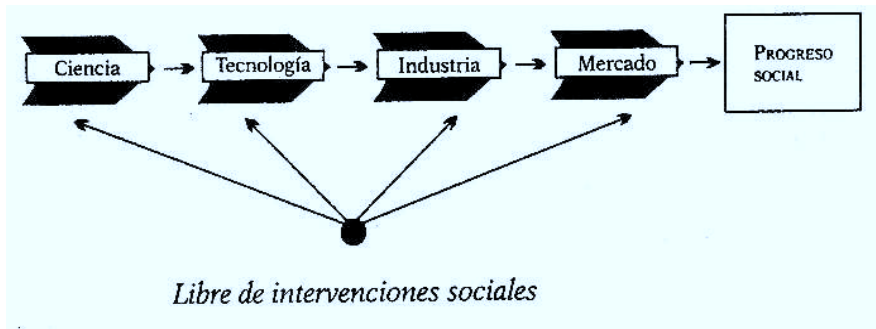 Ciencia
Tecnología
Industria
Mercado
PROGRESO
SOCIAL
Libre de intervenciones sociales